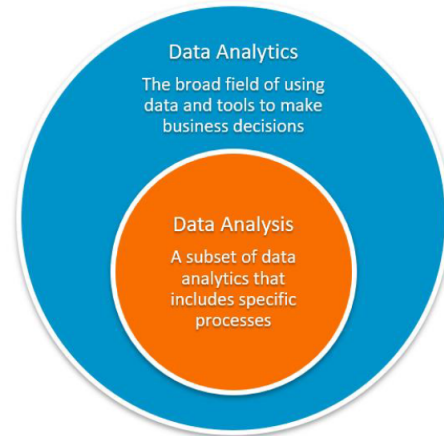 Data Analytics
The broad field of using
data and tools to make
business decisions
Data Analysis
A subset of data
analytics that
includes specific
processes